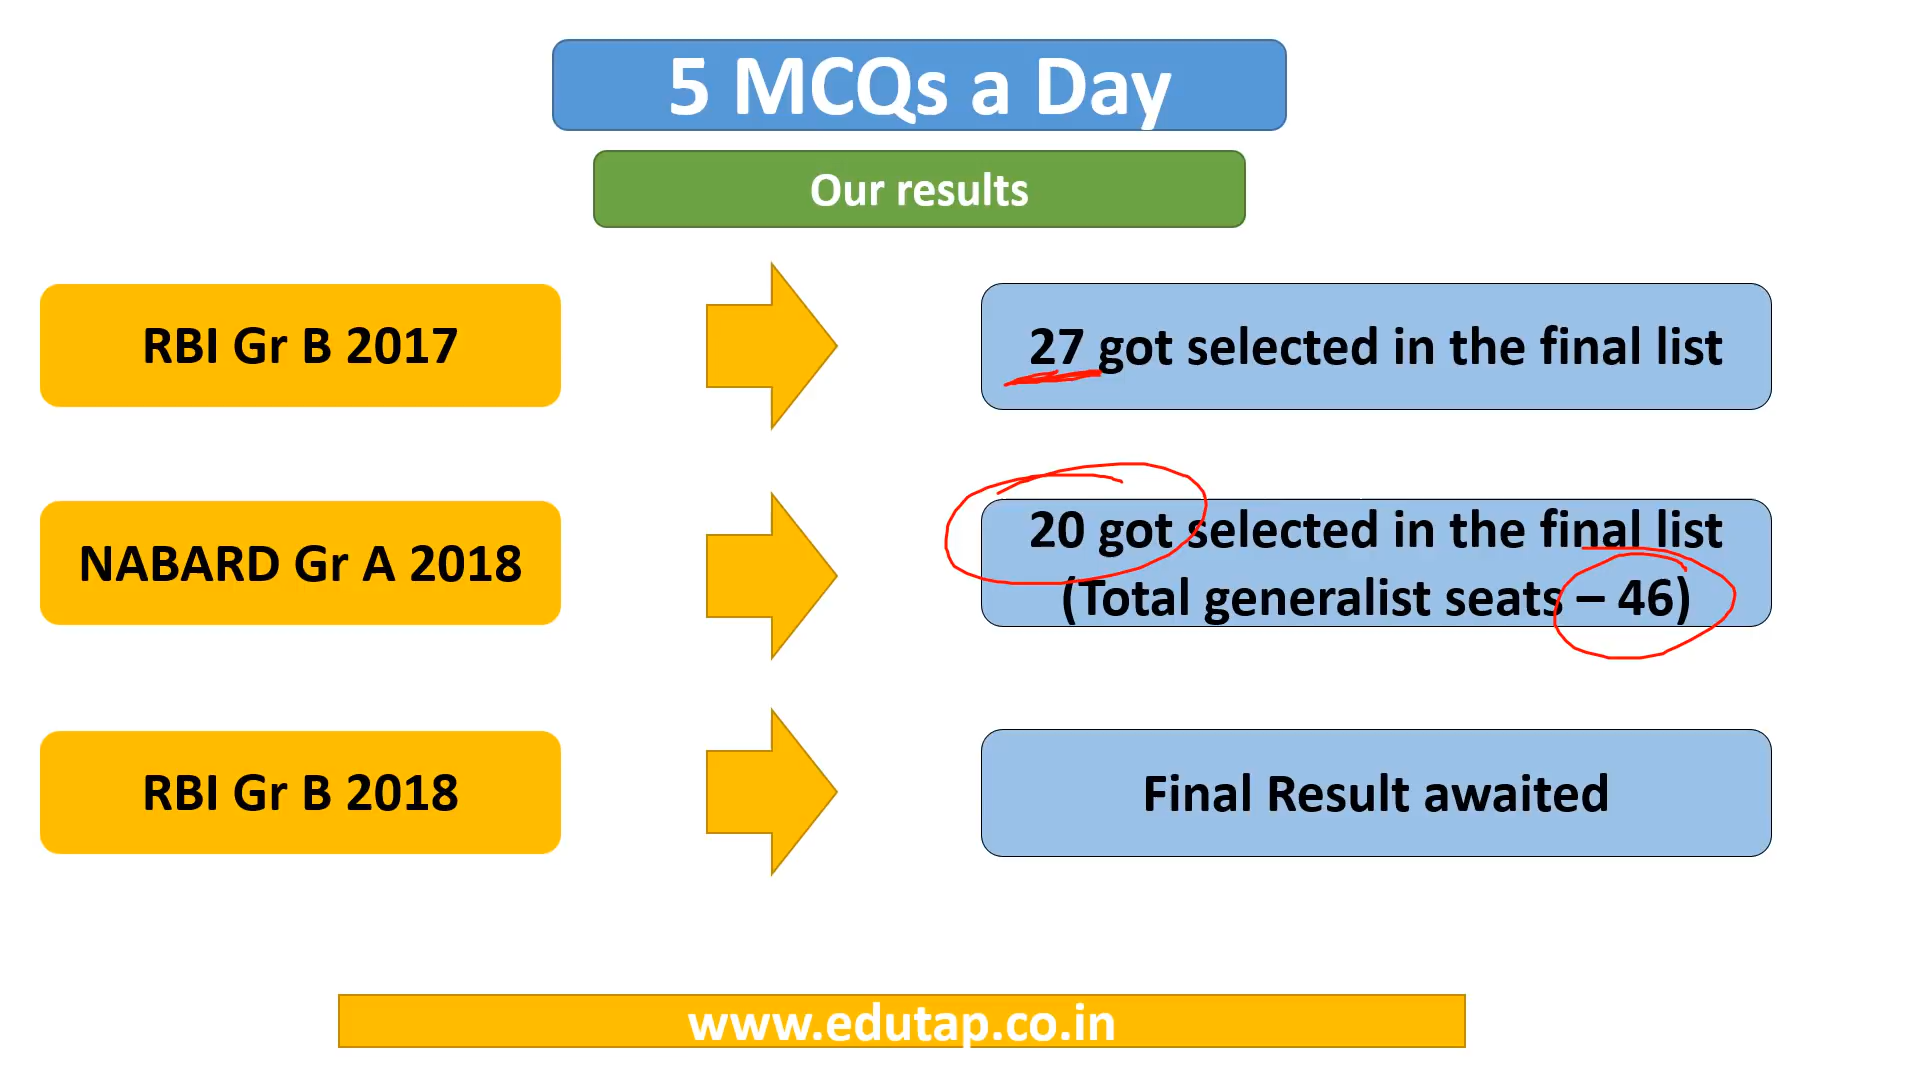 5 MCQs a Day
Our results
RBI Gr B 2017
27 got selected in the final list
NABARD Gr A 2018
20 got selected in the final list
(Total generalist seats – 46)
RBI Gr B 2018
Final Result awaited
www.edutap.co.in